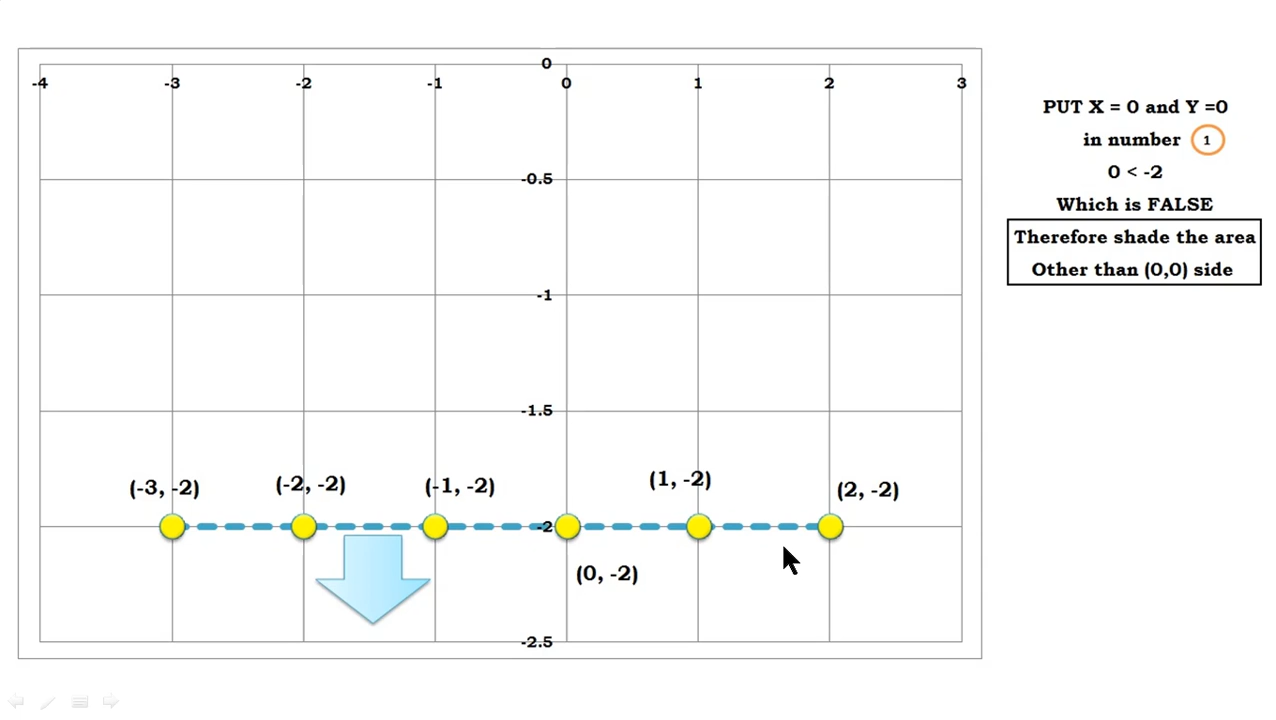 0
-4 -3 -2 -1 0 1 2 3
-0.5
-1
-1.5
-2
-2.5
(-3, -2)
(-2, -2)
(-1, -2)
(0, -2)
(1, -2)
(2, -2)
PUT X = 0 and Y =0
in number 1
0 < -2
Which is FALSE
Therefore shade the area
Other than (0,0) side